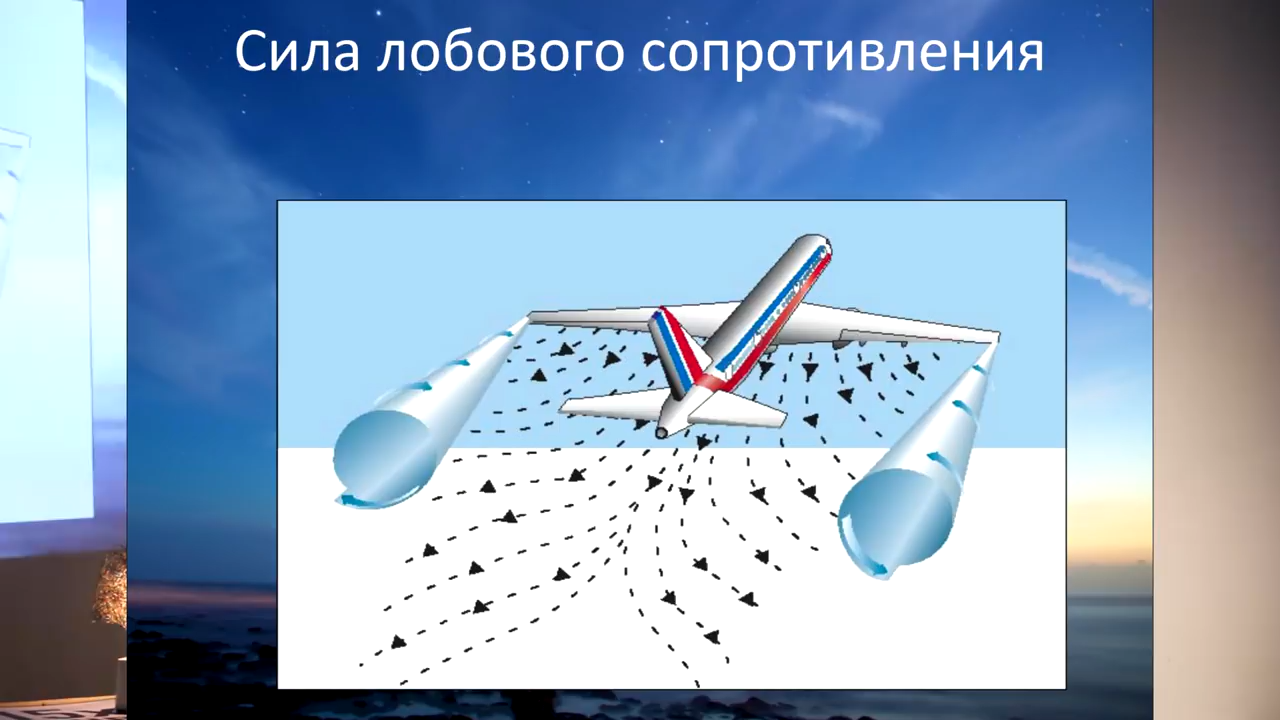 Сила лобового сопротивления